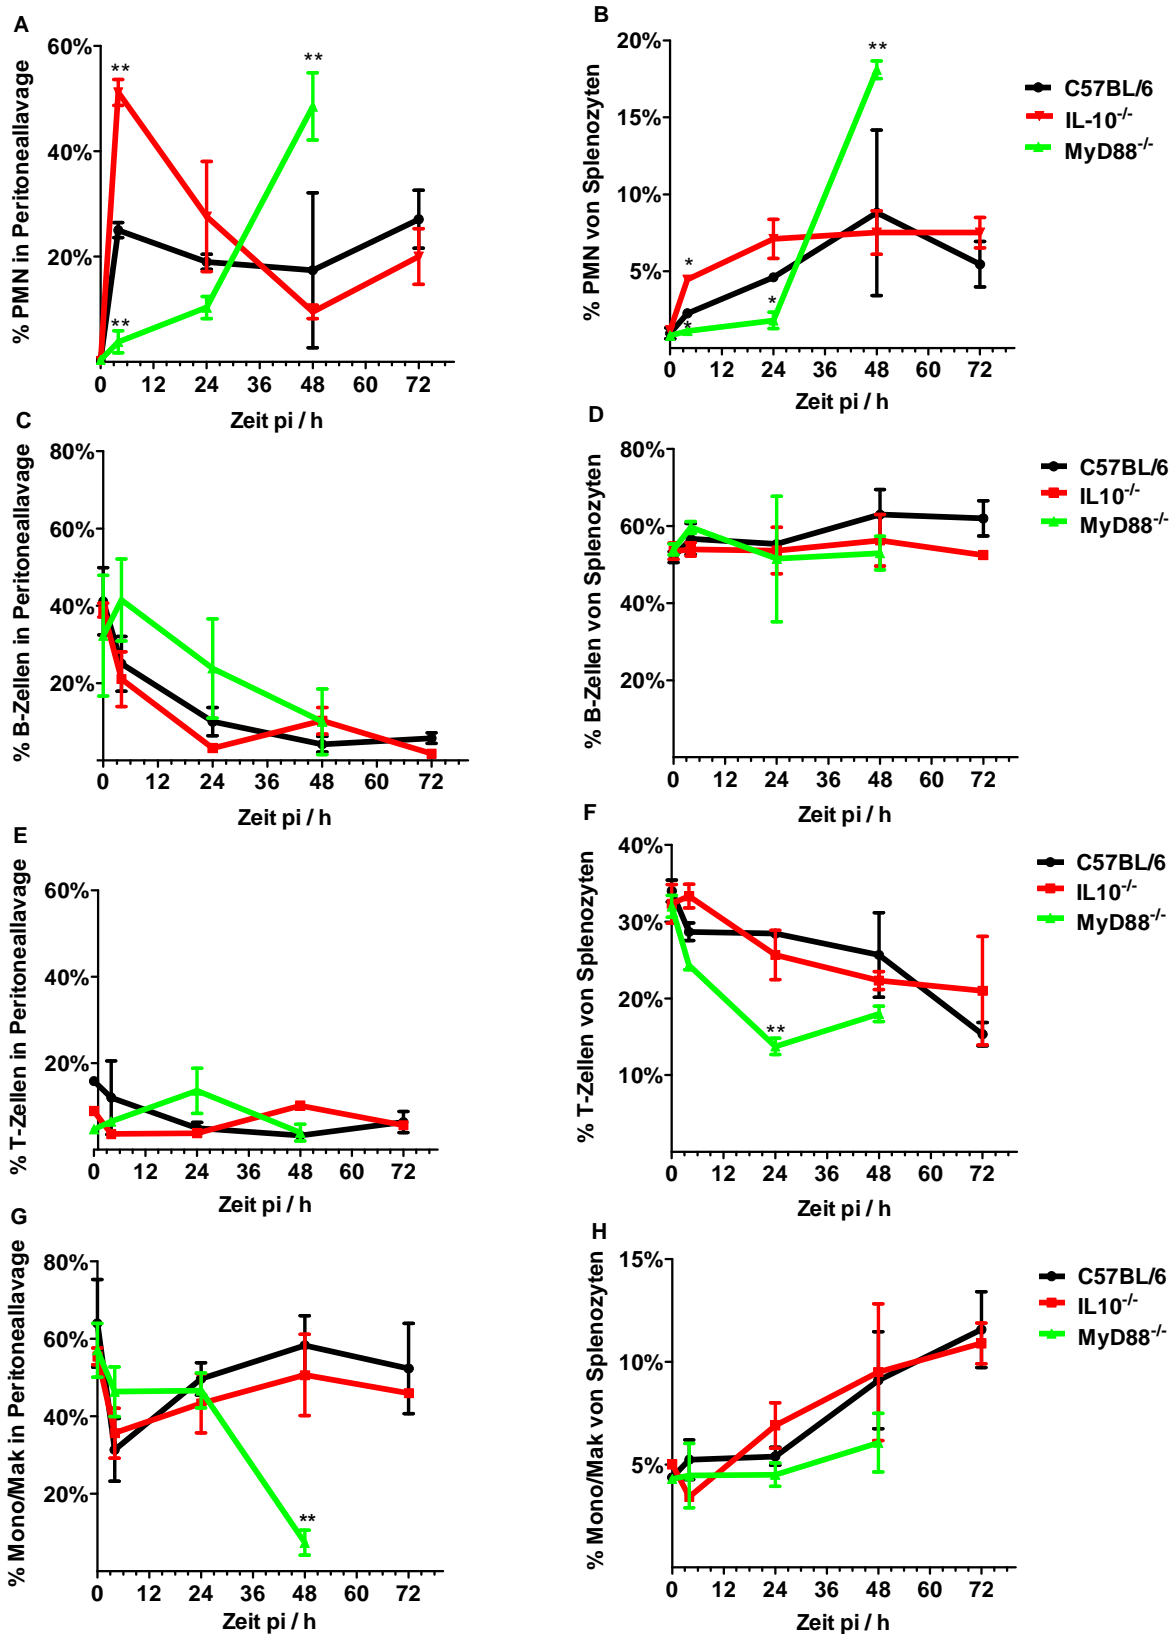 A
% PMN in Peritoneallavage
60%
40%
20%
**
**
**
0 12 24 36 48 60 72
Zeit pi / h
B
% PMN von Splenozyten
20%
15%
10%
5%
*
*
*
**
0 12 24 36 48 60 72
Zeit pi / h
C57BL/6
IL-10-/-
MyD88-/-
C
% B-Zellen in Peritoneallavage
80%
60%
40%
20%
0 12 24 36 48 60 72
Zeit pi / h
D
% B-Zellen von Splenozyten
80%
60%
40%
20%
0 12 24 36 48 60 72
Zeit pi / h
C57BL/6
IL10-/-
MyD88-/-
E
% T-Zellen in Peritoneallavage
60%
40%
20%
0 12 24 36 48 60 72
Zeit pi / h
F
% T-Zellen von Splenozyten
40%
30%
20%
10%
**
0 12 24 36 48 60 72
Zeit pi / h
C57BL/6
IL10-/-
MyD88-/-
G
% Mono/Mak in Peritoneallavage
80%
60%
40%
20%
**
0 12 24 36 48 60 72
Zeit pi / h
H
% Mono/Mak von Splenozyten
15%
10%
5%
0 12 24 36 48 60 72
Zeit pi / h
C57BL/6
IL10-/-
MyD88-/-